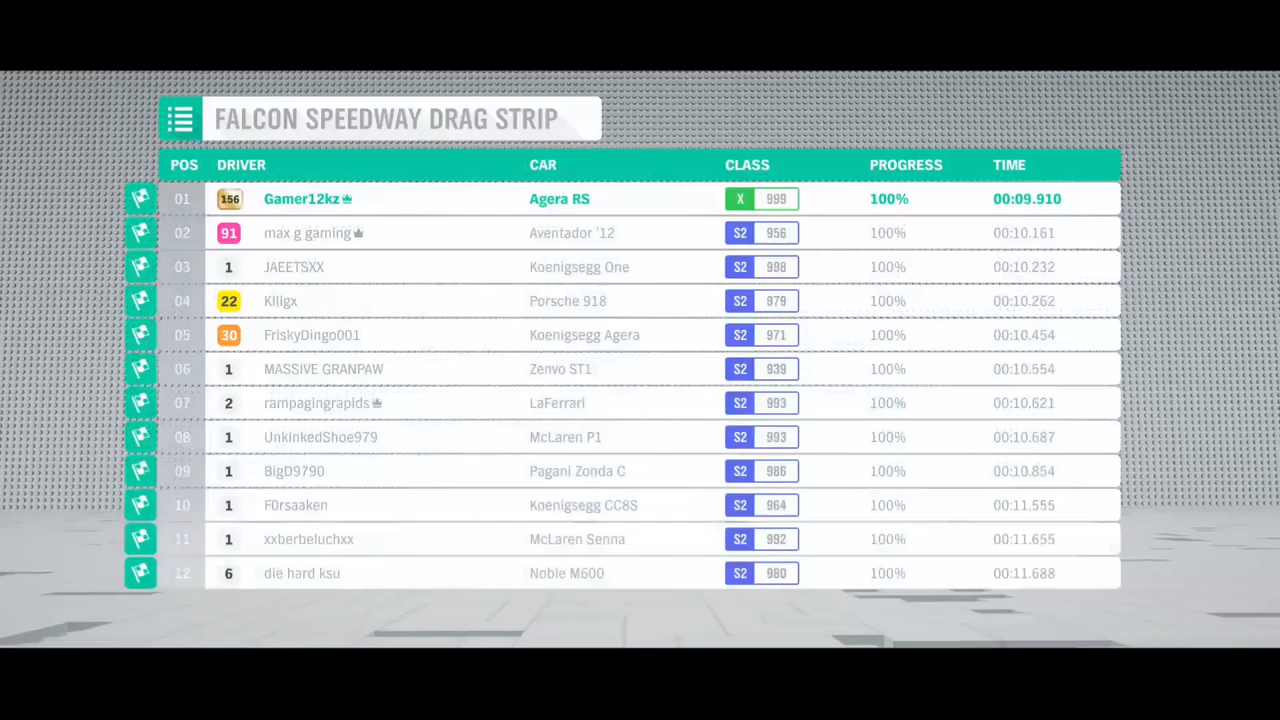 FALCON SPEEDWAY DRAG STRIP
POS DRIVER CAR CLASS PROGRESS TIME
01 156 Gamer12kz Agera RS X 999 100% 00:09.910
02 91 max g gaming Aventador '12 S2 956 100% 00:10.161
03 1 JAEETSXX Koenigsegg One S2 998 100% 00:10.232
04 22 Kiligx Porsche 918 S2 979 100% 00:10.262
05 30 FriskyDingo001 Koenigsegg Agera S2 971 100% 00:10.454
06 1 MASSIVE GRANPAW Zenvo ST1 S2 939 100% 00:10.554
07 2 rampagingrapids LaFerrari S2 993 100% 00:10.621
08 1 UnkinkedShoe979 McLaren P1 S2 993 100% 00:10.687
09 1 BigD9790 Pagani Zonda C S2 986 100% 00:10.854
10 1 F0rsaaken Koenigsegg CC8S S2 964 100% 00:11.555
11 1 xxberbeluchxx McLaren Senna S2 992 100% 00:11.655
12 6 die hard ksu Noble M600 S2 980 100% 00:11.688